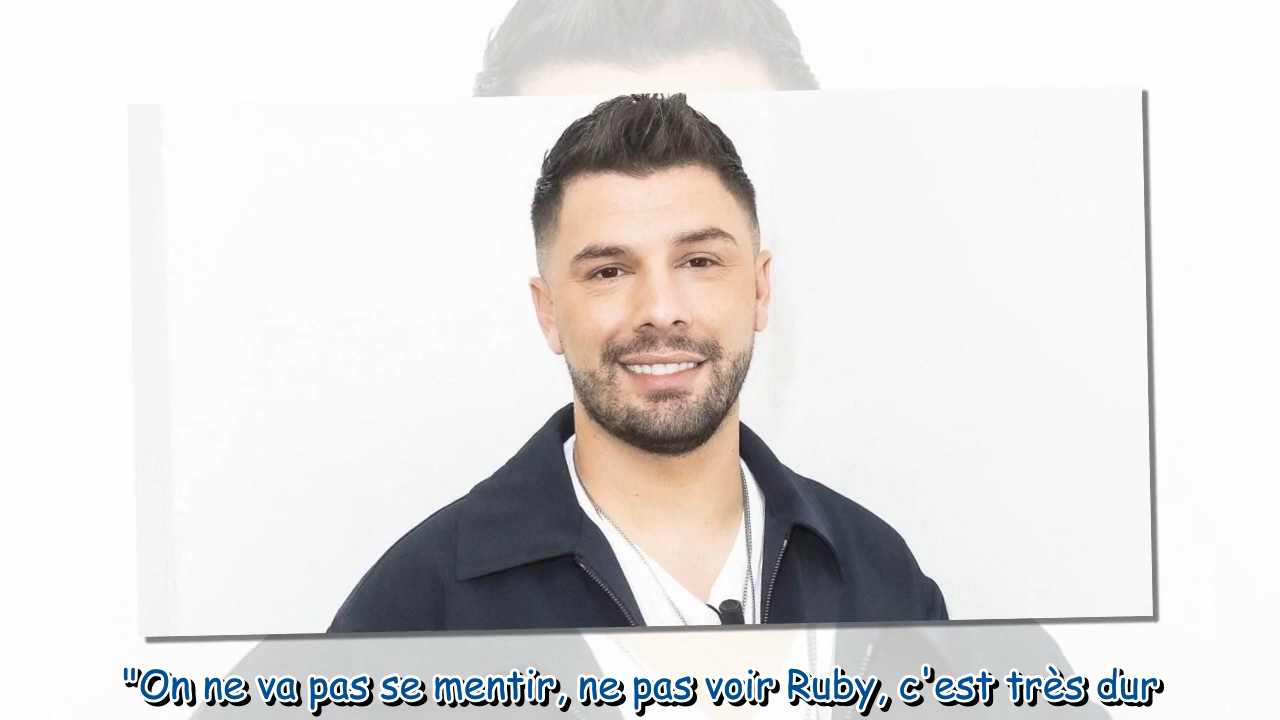 "On ne va pas se mentir, ne pas voir Ruby, c'est très dur